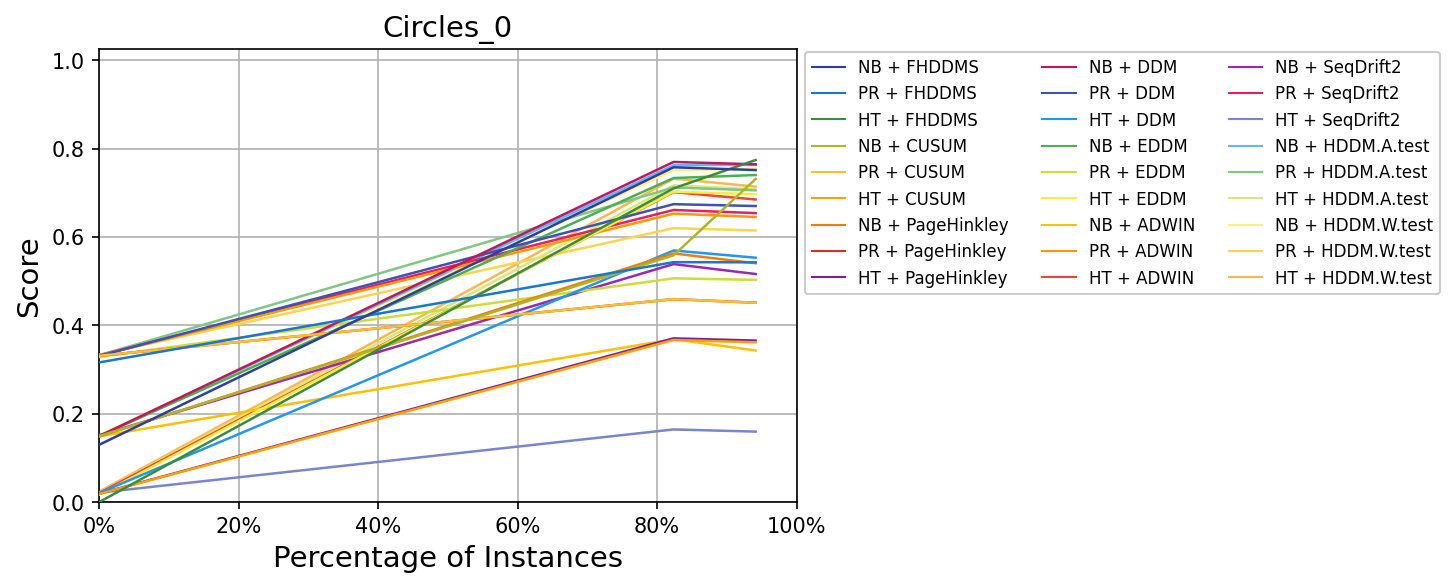 Circles_0
Score
1.0
0.8
0.6
0.4
0.2
0.0
0% 20% 40% 60% 80% 100%
Percentage of Instances
NB + FHDDMS
PR + FHDDMS
HT + FHDDMS
NB + CUSUM
PR + CUSUM
HT + CUSUM
NB + PageHinkley
PR + PageHinkley
HT + PageHinkley
NB + DDM
PR + DDM
HT + DDM
NB + EDDM
PR + EDDM
HT + EDDM
NB + ADWIN
PR + ADWIN
HT + ADWIN
NB + SeqDrift2
PR + SeqDrift2
HT + SeqDrift2
NB + HDDM.A.test
PR + HDDM.A.test
HT + HDDM.A.test
NB + HDDM.W.test
PR + HDDM.W.test
HT + HDDM.W.test